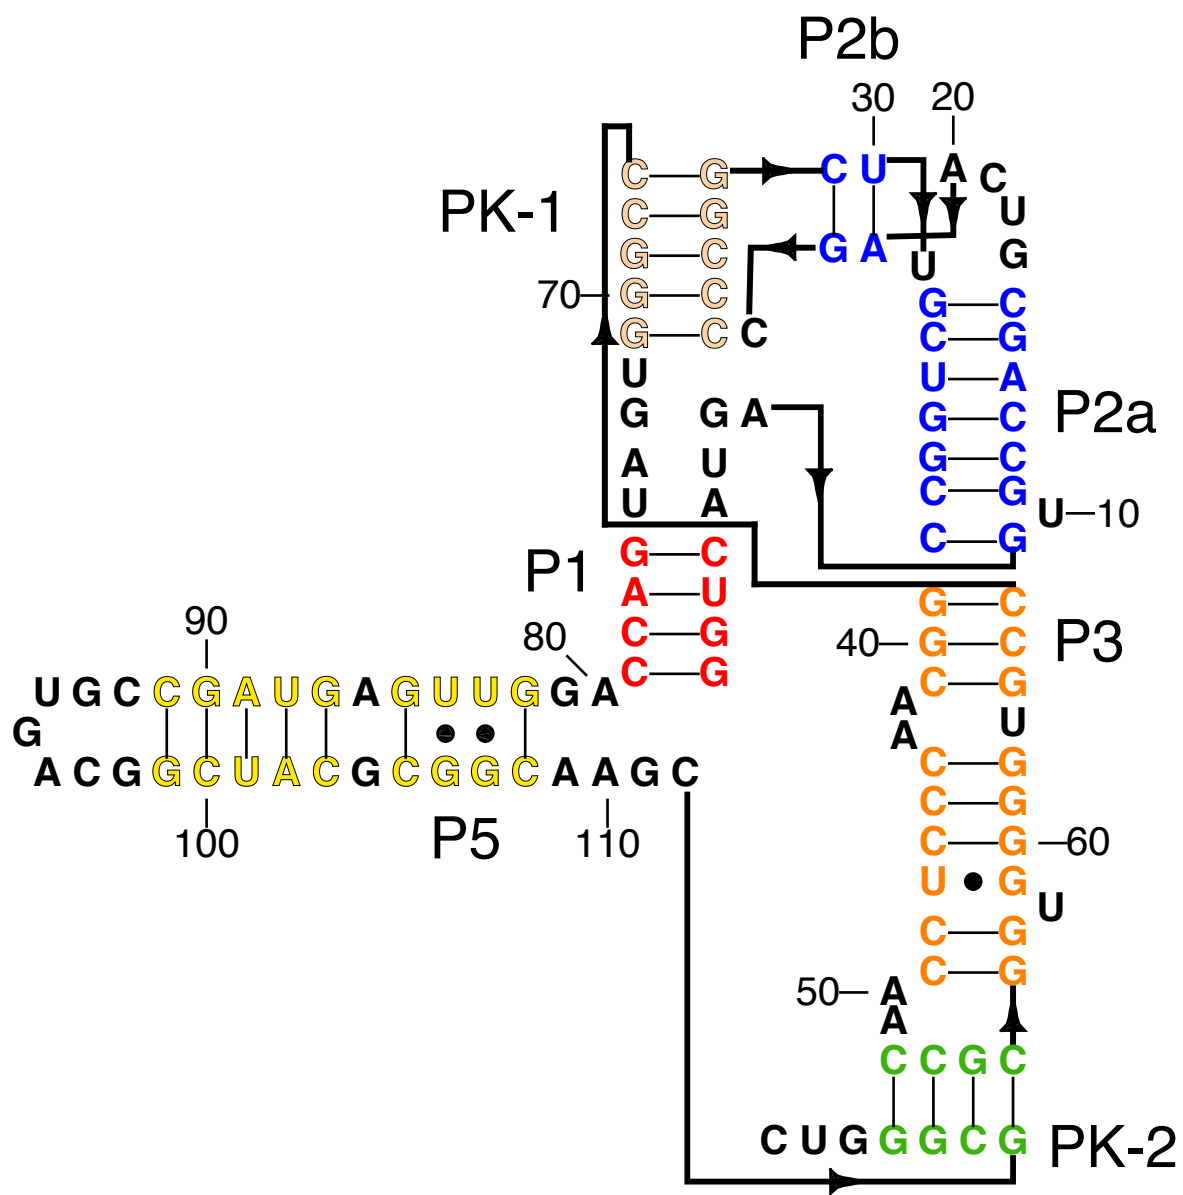 P2b
30 20
C G C U A C
PK-1 C G U
G C G A U G
70 G C G C
G C C C G
U U A
G G A G C P2a
A U G C
U A C G U 10
P1 G C C G
A U G C
90 80 C G 40 G C P3
U G C C G A U G A G U U G G A C G C G
G A U
A C G G C U A C G C G G C A A G C A C G
100 P5 110 C G
C G 60
U G U
C G
C G
50 A
A
C C G C
C U G G G C G PK-2